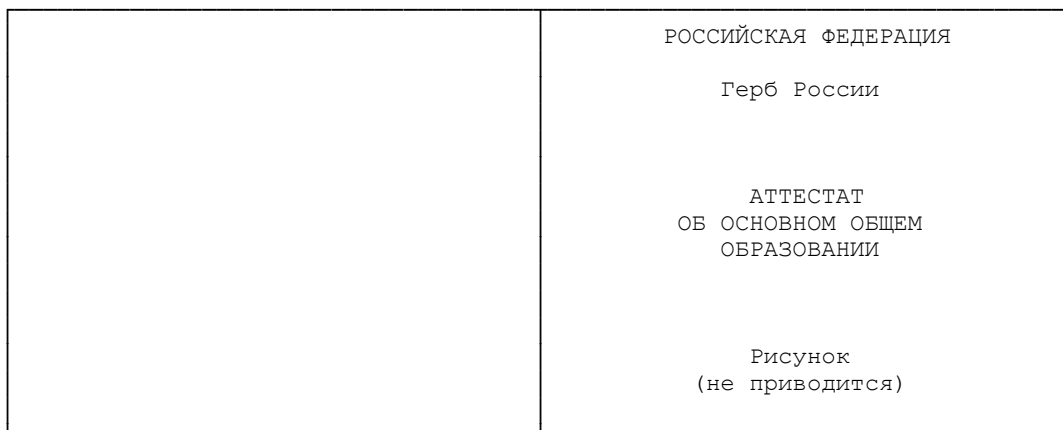 РОССИЙСКАЯ ФЕДЕРАЦИЯ
Герб России
АТТЕСТАТ
ОБ ОСНОВНОМ ОБЩЕМ
ОБРАЗОВАНИИ
Рисунок
(не приводится)